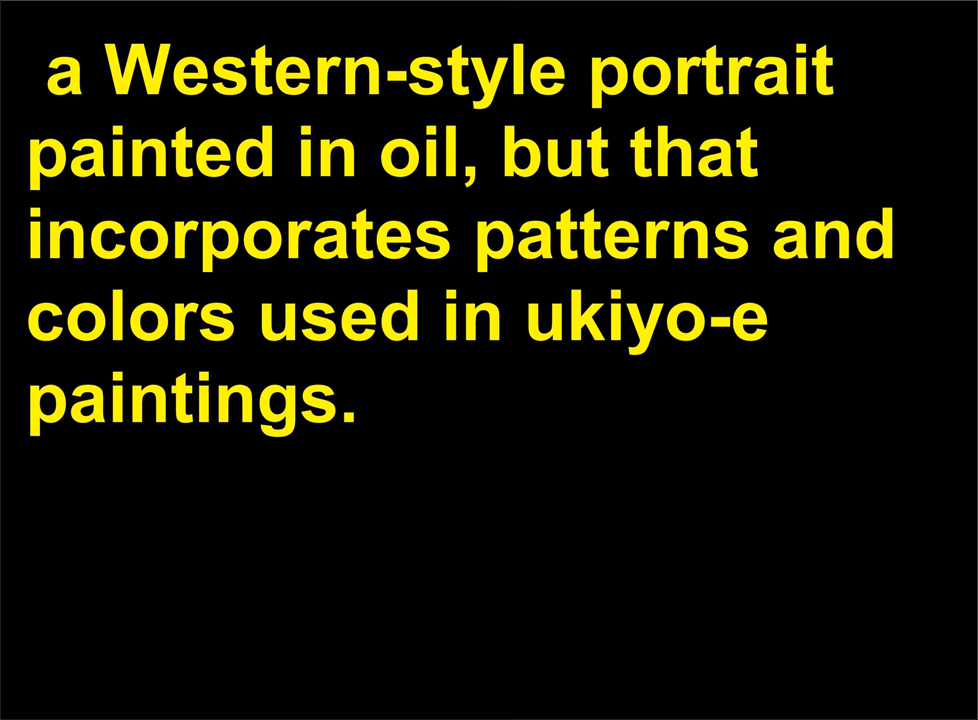 a Western-style portrait
painted in oil, but that
incorporates patterns and
colors used in ukiyo-e
paintings.